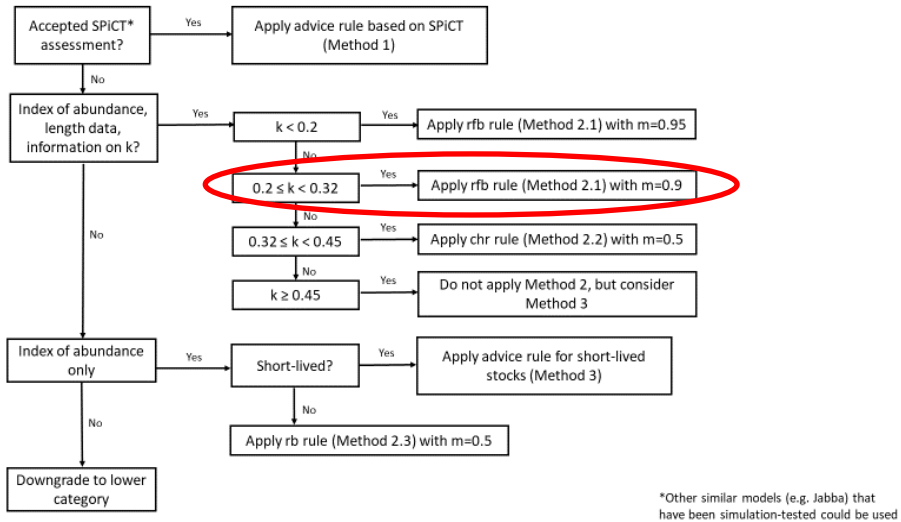 Accepted SPiCT*
assessment?
Yes
Apply advice rule based on SPiCT
(Method 1)
No
Index of abundance,
length data,
information on k?
Yes
k < 0.2
Yes
Apply rfb rule (Method 2.1) with m=0.95
No
0.2 ≤ k < 0.32
Yes
Apply rfb rule (Method 2.1) with m=0.9
No
0.32 ≤ k < 0.45
Yes
Apply chr rule (Method 2.2) with m=0.5
No
k ≥ 0.45
Yes
Do not apply Method 2, but consider
Method 3
No
Index of abundance
only
Yes
Short-lived?
Yes
Apply advice rule for short-lived
stocks (Method 3)
No
Apply rb rule (Method 2.3) with m=0.5
No
Downgrade to lower
category
*Other similar models (e.g. Jabba) that
have been simulation-tested could be used